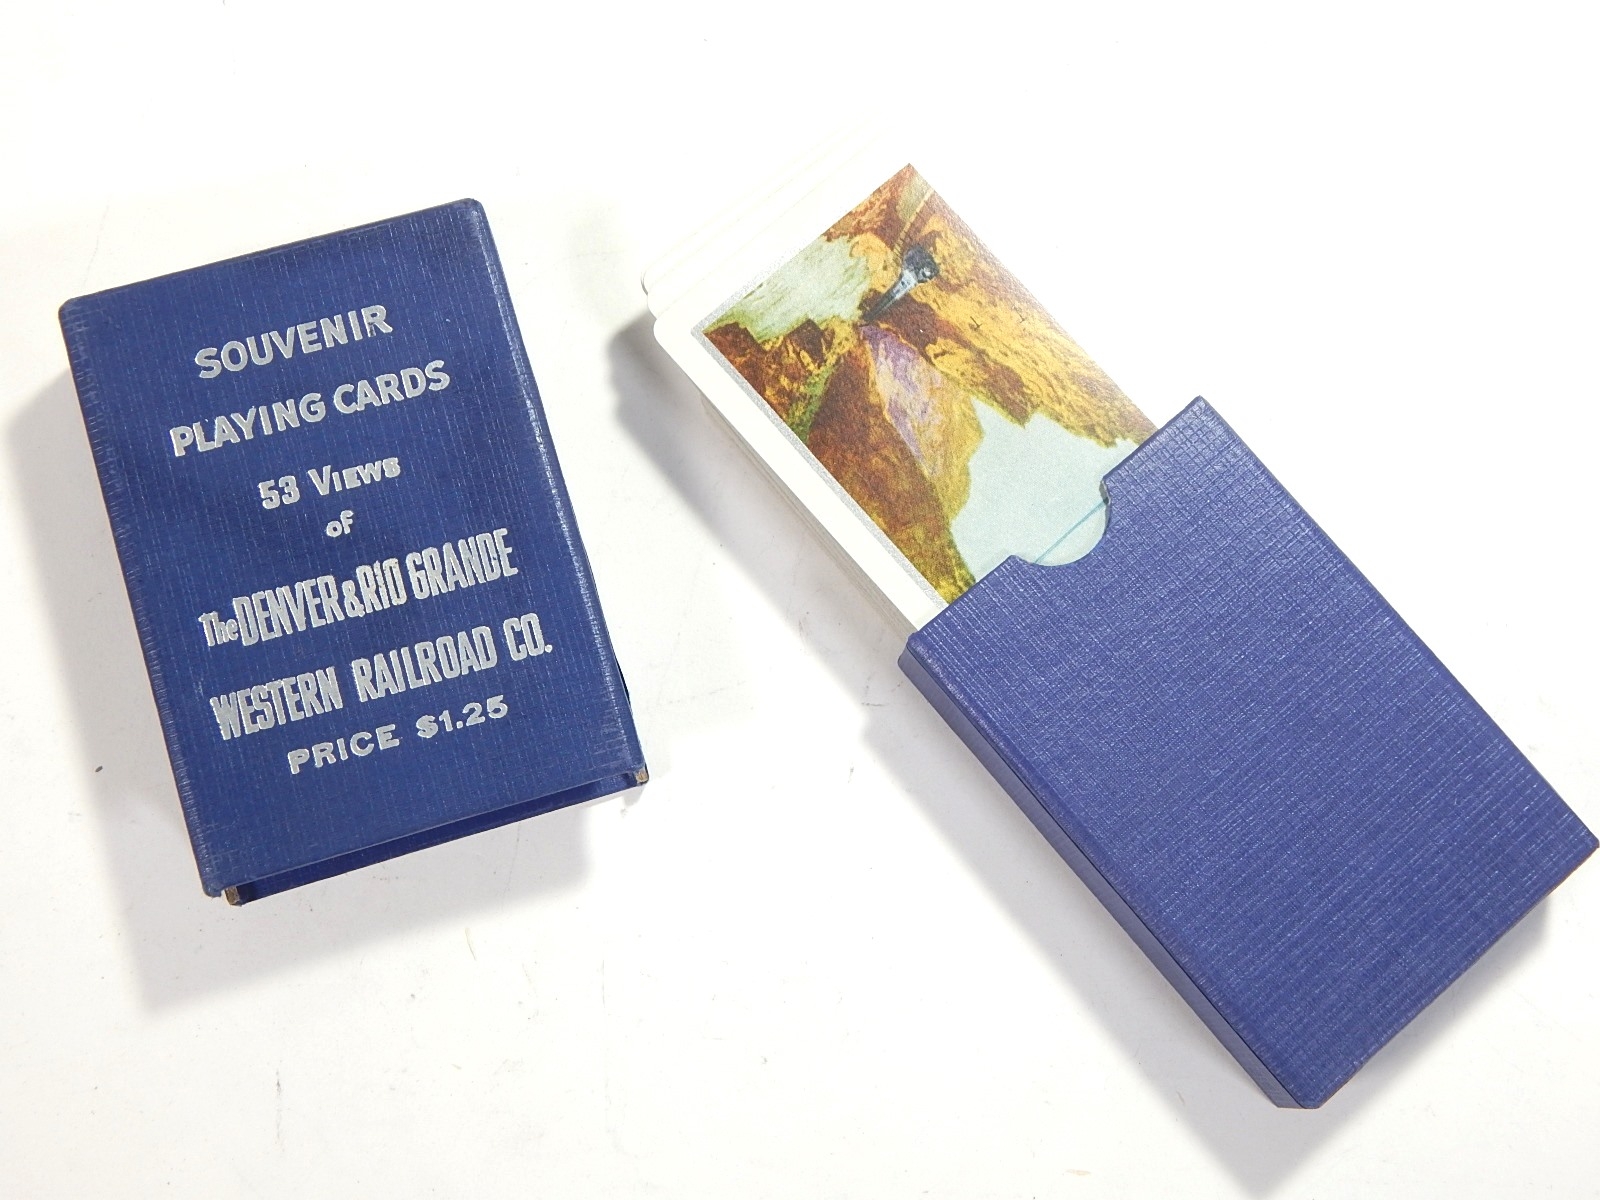 SOUVENIR
PLAYING CARDS
53 VIEWS
of
The DENVER & RIO GRANDE
WESTERN RAILROAD CO.
PRICE $1.25